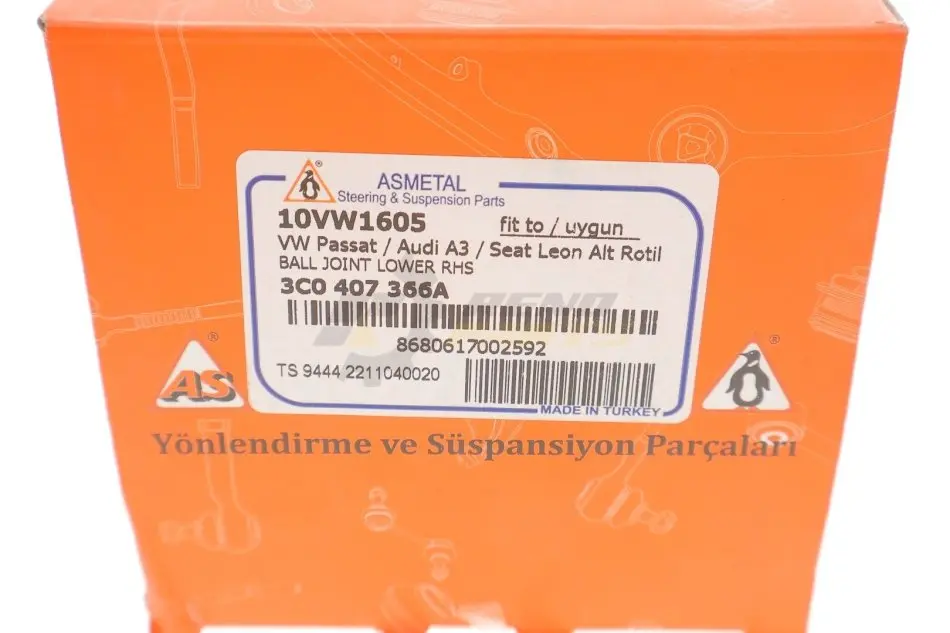 ASMETAL
Steering & Suspension Parts
10VW1605 fit to / uygun
VW Passat / Audi A3 / Seat Leon Alt Rotil
BALL JOINT LOWER RHS
3C0 407 366A
8680617002592
TS 9444 2211040020
MADE IN TURKEY
AS
Yönlendirme ve Süspansiyon Parçaları